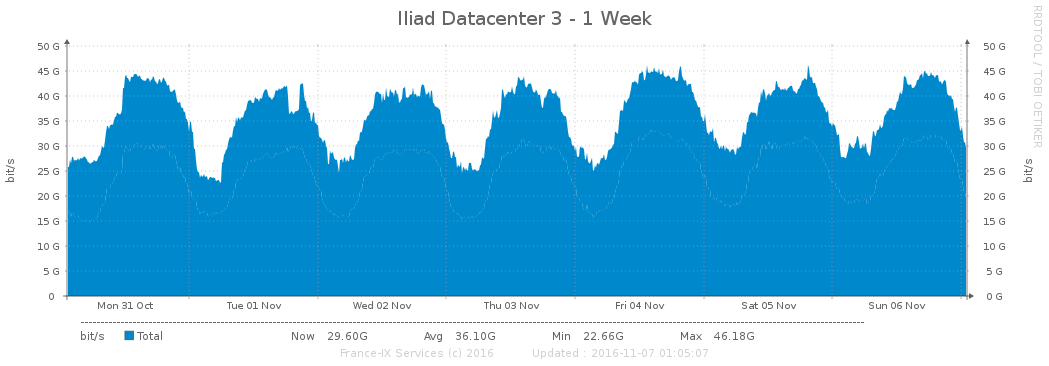 Iliad Datacenter 3 - 1 Week
RRDTOOL / TOBI OETIKER
50 G 50 G
45 G 45 G
40 G 40 G
35 G 35 G
30 G 30 G
25 G 25 G
20 G 20 G
15 G 15 G
10 G 10 G
5 G 5 G
0 0 G
bit/s
bit/s
Mon 31 Oct Tue 01 Nov Wed 02 Nov Thu 03 Nov Fri 04 Nov Sat 05 Nov Sun 06 Nov
bit/s Total Now 29.60G Avg 36.10G Min 22.66G Max 46.18G
France-IX Services (c) 2016 Updated : 2016-11-07 01:05:07